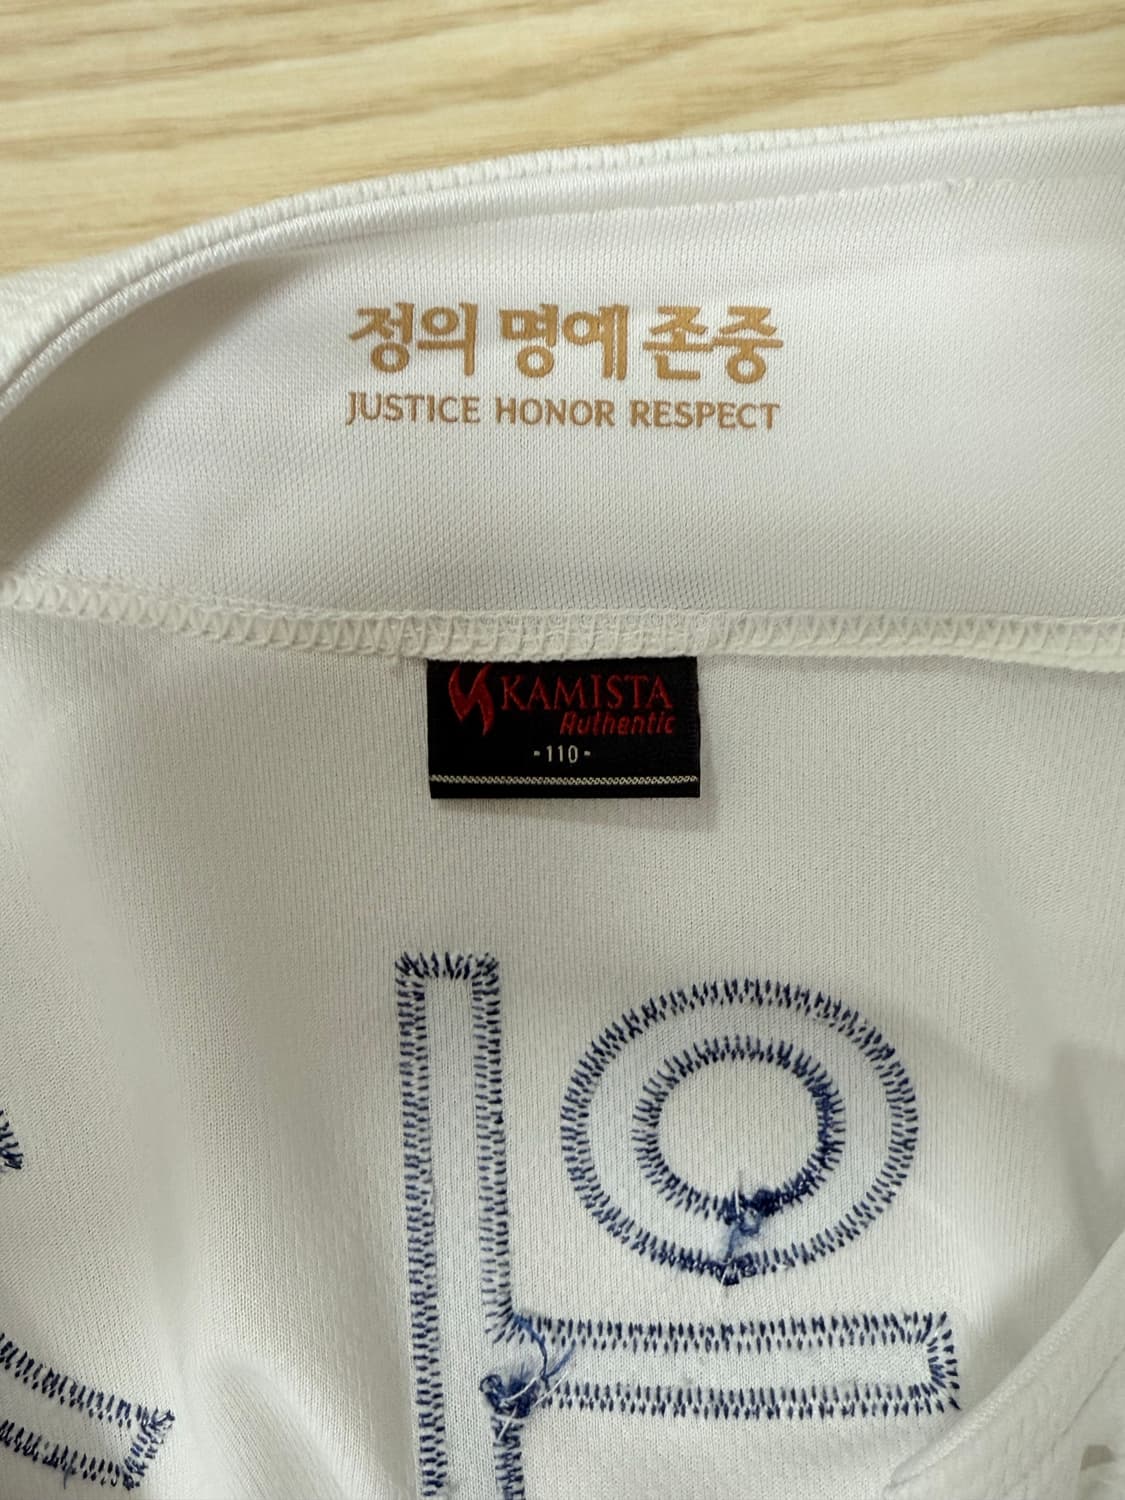 정의 명예 존중
JUSTICE HONOR RESPECT
KAMISTA
Authentic
-110-